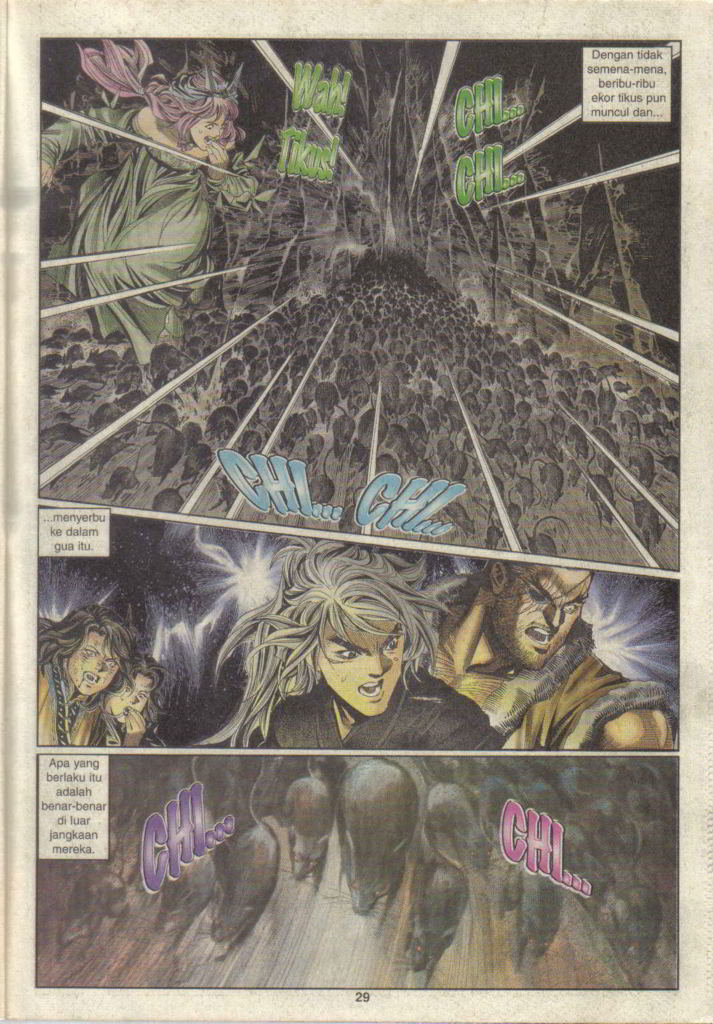 Wah!
Tikus!
CHI...
CHI...
Dengan tidak
semena-mena,
beribu-ribu
ekor tikus pun
muncul dan...
CHI... CHI...
...menyerbu
ke dalam
gua itu.
Apa yang
berlaku itu
adalah
benar-benar
di luar
jangkaan
mereka.
CHI...
CHI...
29